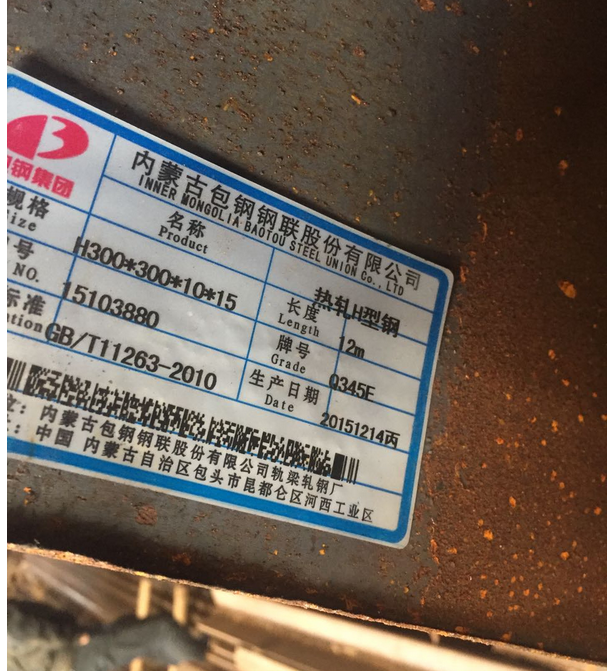 内蒙古包钢钢联股份有限公司
INNER MONGOLIA BAOTOU STEEL UNION Co., LTD
钢集团
名称
Product
热轧H型钢
规格
ize
H300*300*10*15
长度
Length
12m
号
NO.
15103880
牌号
Grade
Q345E
标准
ation
GB/T11263-2010
生产日期
Date
20151214丙
: 内蒙古包钢钢联股份有限公司轨梁轧钢厂
: 中国 内蒙古自治区包头市昆都仑区河西工业区